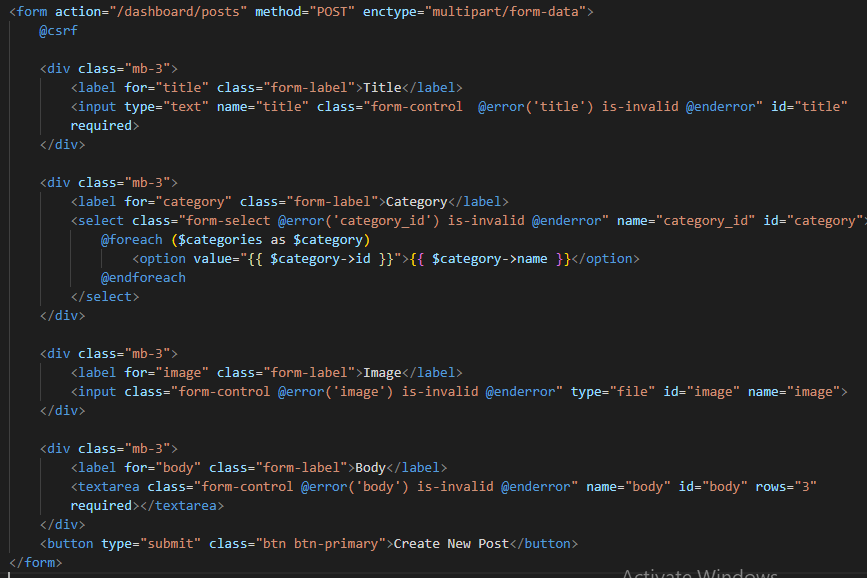 <form action="/dashboard/posts" method="POST" enctype="multipart/form-data">
    @csrf

    <div class="mb-3">
        <label for="title" class="form-label">Title</label>
        <input type="text" name="title" class="form-control  @error('title') is-invalid @enderror" id="title"
        required>
    </div>

    <div class="mb-3">
        <label for="category" class="form-label">Category</label>
        <select class="form-select @error('category_id') is-invalid @enderror" name="category_id" id="category">
            @foreach ($categories as $category)
                <option value="{{ $category->id }}">{{ $category->name }}</option>
            @endforeach
        </select>
    </div>

    <div class="mb-3">
        <label for="image" class="form-label">Image</label>
        <input class="form-control @error('image') is-invalid @enderror" type="file" id="image" name="image">
    </div>

    <div class="mb-3">
        <label for="body" class="form-label">Body</label>
        <textarea class="form-control @error('body') is-invalid @enderror" name="body" id="body" rows="3"
        required></textarea>
    </div>
    <button type="submit" class="btn btn-primary">Create New Post</button>
</form>
Activate Windows